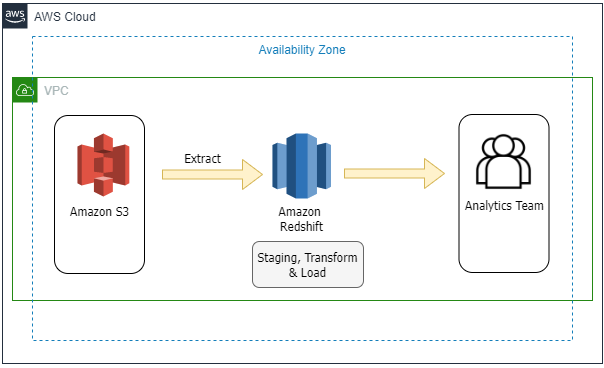 aws
AWS Cloud
Availability Zone
VPC
Extract
Amazon S3
Amazon
Redshift
Analytics Team
Staging, Transform
& Load